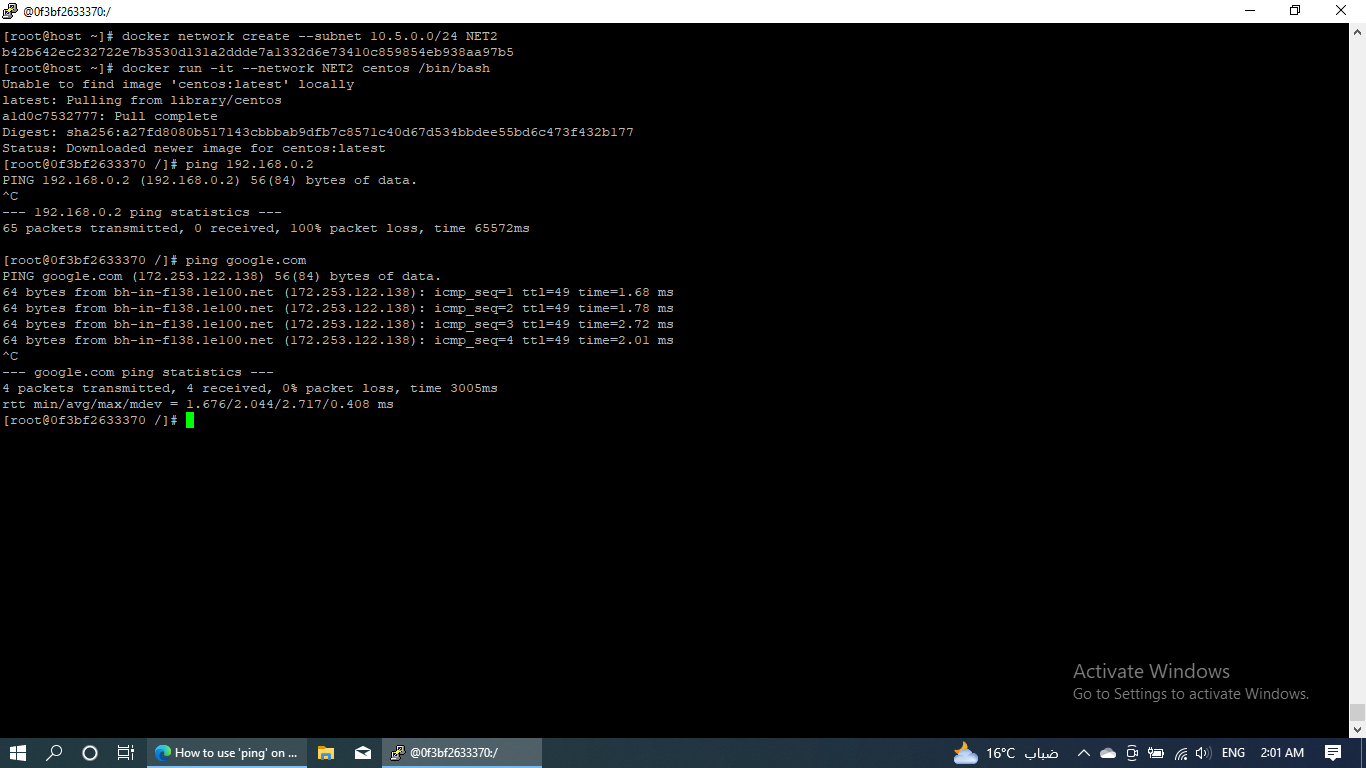 @0f3bf2633370:/
[root@host ~]# docker network create --subnet 10.5.0.0/24 NET2
b42b642ec232722e7b3530d131a2ddde7a1332d6e73410c859854eb938aa97b5
[root@host ~]# docker run -it --network NET2 centos /bin/bash
Unable to find image 'centos:latest' locally
latest: Pulling from library/centos
a1d0c7532777: Pull complete
Digest: sha256:a27fd8080b517143cbbbab9dfb7c8571c40d67d534bbdee55bd6c473f432b177
Status: Downloaded newer image for centos:latest
[root@0f3bf2633370 /]# ping 192.168.0.2
PING 192.168.0.2 (192.168.0.2) 56(84) bytes of data.
^C
--- 192.168.0.2 ping statistics ---
65 packets transmitted, 0 received, 100% packet loss, time 65572ms
[root@0f3bf2633370 /]# ping google.com
PING google.com (172.253.122.138) 56(84) bytes of data.
64 bytes from bh-in-f138.1e100.net (172.253.122.138): icmp_seq=1 ttl=49 time=1.68 ms
64 bytes from bh-in-f138.1e100.net (172.253.122.138): icmp_seq=2 ttl=49 time=1.78 ms
64 bytes from bh-in-f138.1e100.net (172.253.122.138): icmp_seq=3 ttl=49 time=2.72 ms
64 bytes from bh-in-f138.1e100.net (172.253.122.138): icmp_seq=4 ttl=49 time=2.01 ms
^C
--- google.com ping statistics ---
4 packets transmitted, 4 received, 0% packet loss, time 3005ms
rtt min/avg/max/mdev = 1.676/2.044/2.717/0.408 ms
[root@0f3bf2633370 /]#
Activate Windows
Go to Settings to activate Windows.
How to use 'ping' on ... @0f3bf2633370:/ 16°C ضباب ENG 2:01 AM